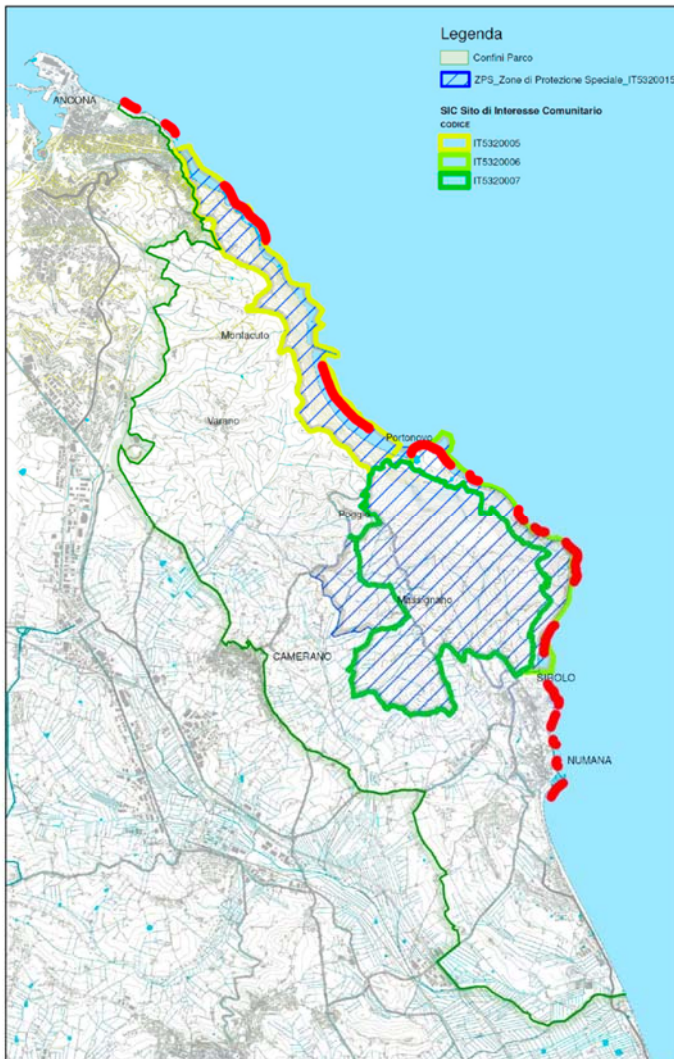 Legenda
Confini Parco
ZPS_Zone di Protezione Speciale_IT5320015
SIC Sito di Interesse Comunitario
CODICE
IT5320005
IT5320006
IT5320007
ANCONA
Montacuto
Varano
Portonovo
Poggio
Massignano
CAMERANO
SIROLO
NUMANA